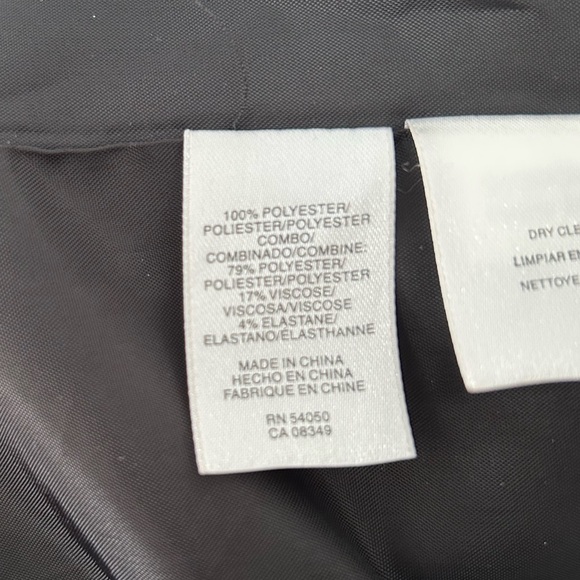 100% POLYESTER/
POLIESTER/POLYESTER
COMBO/
COMBINADO/COMBINE:
79% POLYESTER/
POLIESTER/POLYESTER
17% VISCOSE/
VISCOSA/VISCOSE
4% ELASTANE/
ELASTANO/ÉLASTHANNE
MADE IN CHINA
HECHO EN CHINA
FABRIQUE EN CHINE
RN 54050
CA 08349
DRY CLE
LIMPIAR EN
NETTOYE